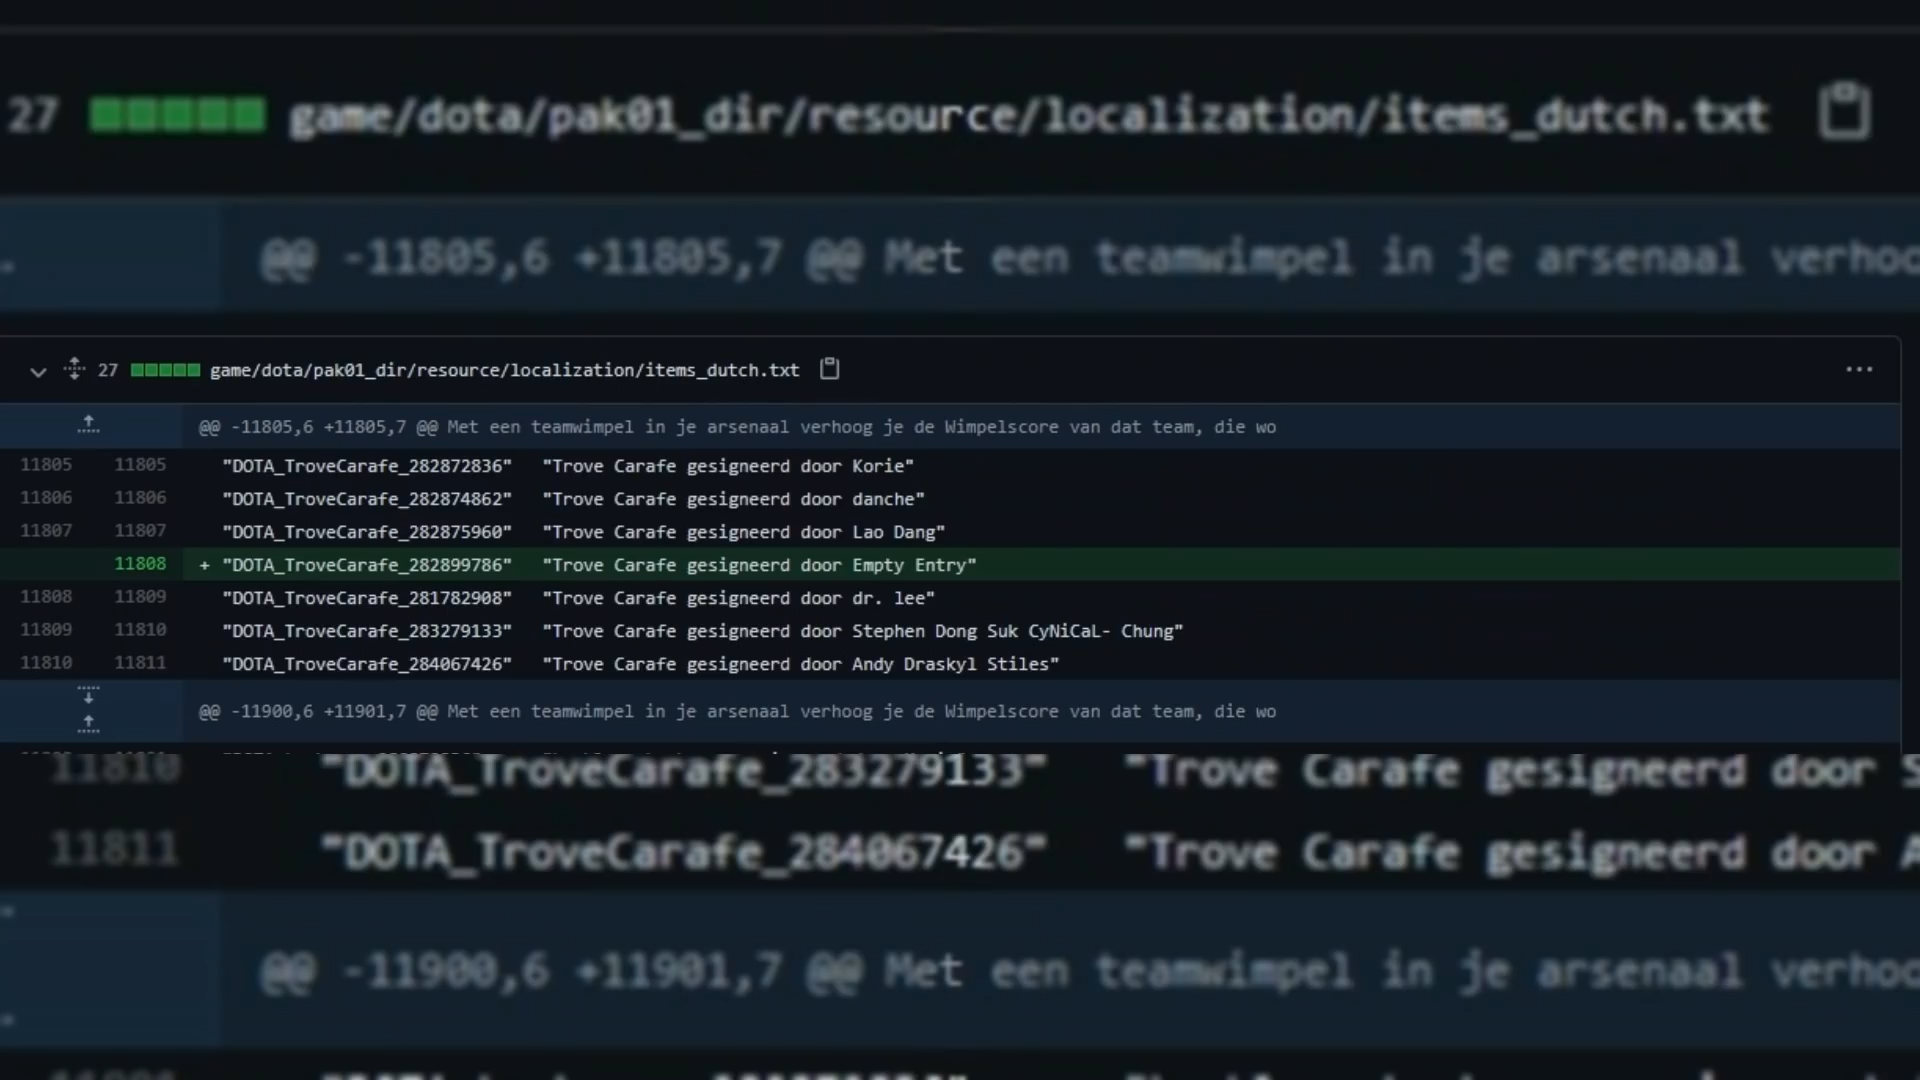 27 game/dota/pak01_dir/resource/localization/items_dutch.txt
@@ -11805,6 +11805,7 @@ Met een teamwimpel in je arsenaal verhoo
27 game/dota/pak01_dir/resource/localization/items_dutch.txt
@@ -11805,6 +11805,7 @@ Met een teamwimpel in je arsenaal verhoog je de Wimpelscore van dat team, die wo
11805 11805 "DOTA_TroveCarafe_282872836" "Trove Carafe gesigneerd door Korie"
11806 11806 "DOTA_TroveCarafe_282874862" "Trove Carafe gesigneerd door danche"
11807 11807 "DOTA_TroveCarafe_282875960" "Trove Carafe gesigneerd door Lao Dang"
11808 + "DOTA_TroveCarafe_282899786" "Trove Carafe gesigneerd door Empty Entry"
11808 11809 "DOTA_TroveCarafe_281782908" "Trove Carafe gesigneerd door dr. lee"
11809 11810 "DOTA_TroveCarafe_283279133" "Trove Carafe gesigneerd door Stephen Dong Suk CyNiCaL- Chung"
11810 11811 "DOTA_TroveCarafe_284067426" "Trove Carafe gesigneerd door Andy Draskyl Stiles"
@@ -11900,6 +11901,7 @@ Met een teamwimpel in je arsenaal verhoog je de Wimpelscore van dat team, die wo
11810 "DOTA_TroveCarafe_283279133" "Trove Carafe gesigneerd door S
11811 "DOTA_TroveCarafe_284067426" "Trove Carafe gesigneerd door A
@@ -11900,6 +11901,7 @@ Met een teamwimpel in je arsenaal verhoo